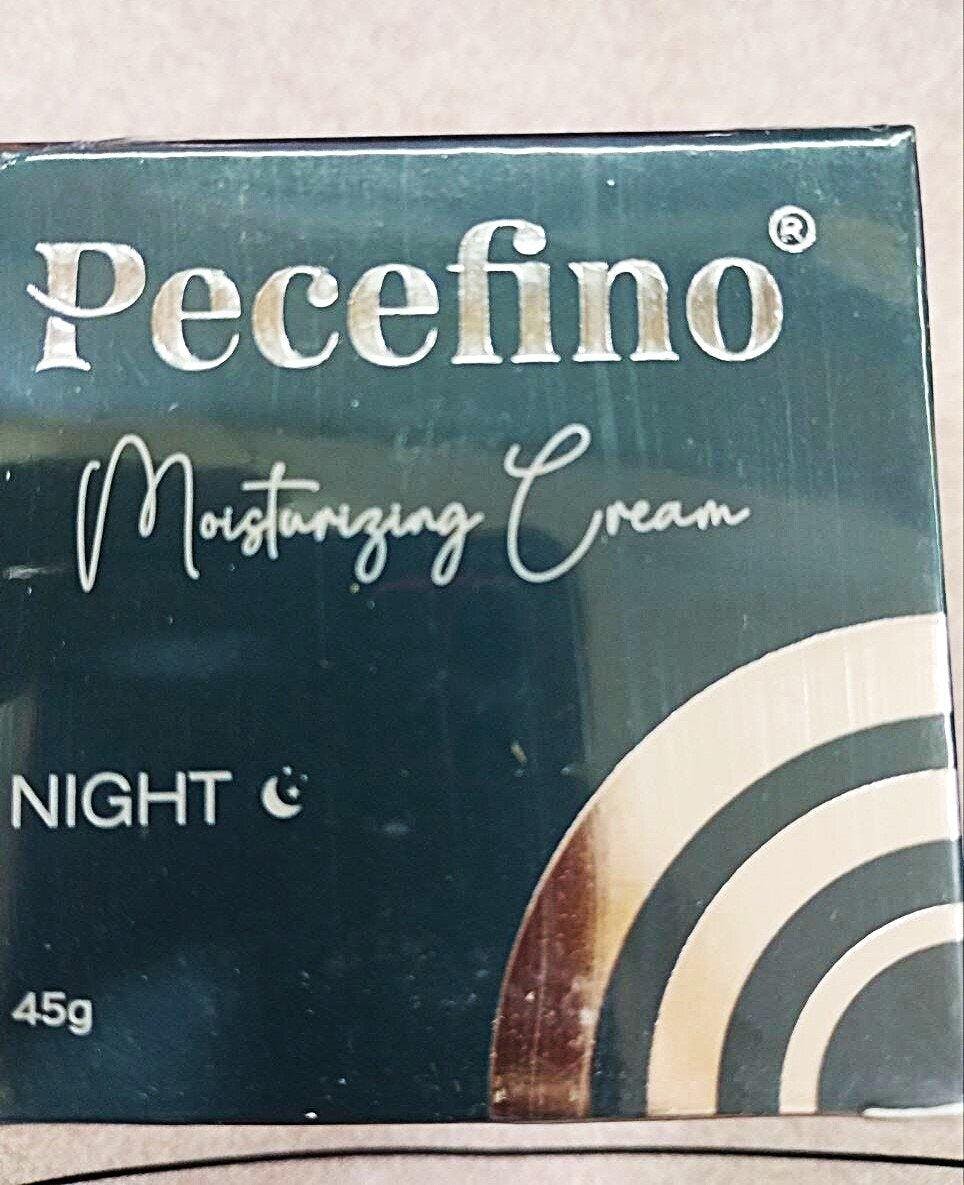 Pecefino®
Moisturizing Cream
NIGHT
45g